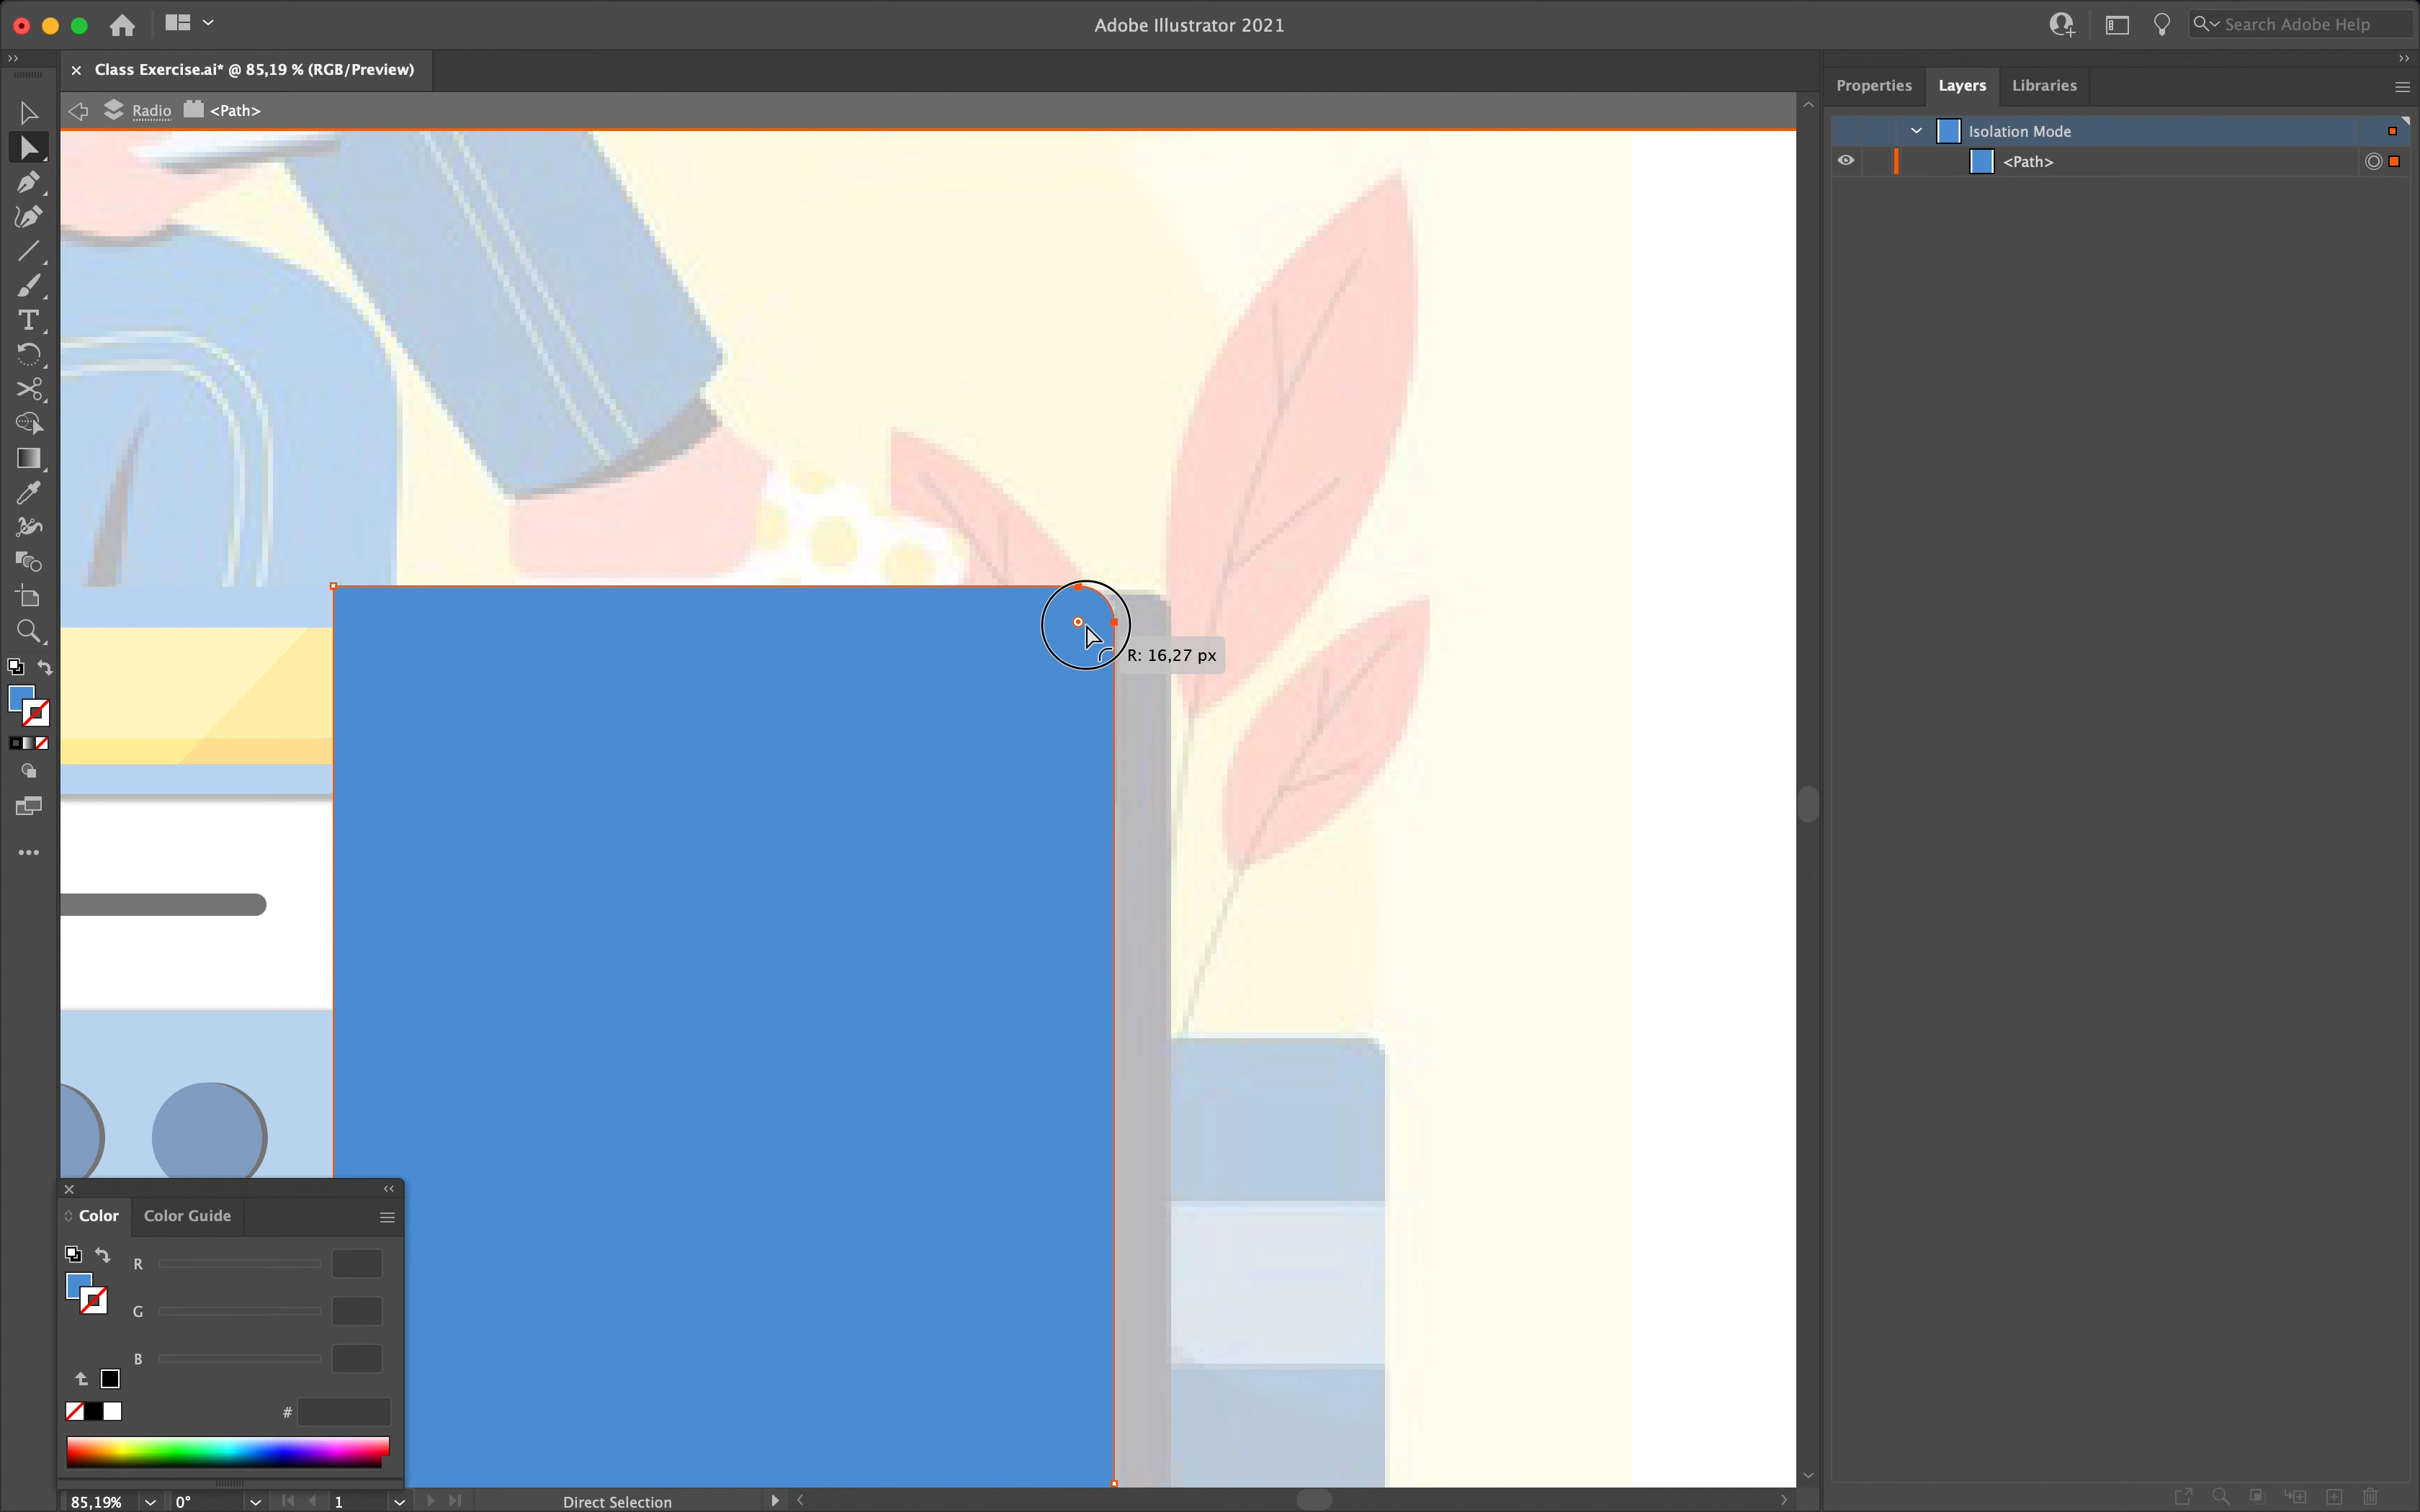 Adobe Illustrator 2021
Search Adobe Help
Class Exercise.ai* @ 85,19 % (RGB/Preview)
Radio <Path>
Properties Layers Libraries
Isolation Mode
<Path>
R: 16,27 px
Color Color Guide
R
G
B
#
85,19% 0° 1 Direct Selection